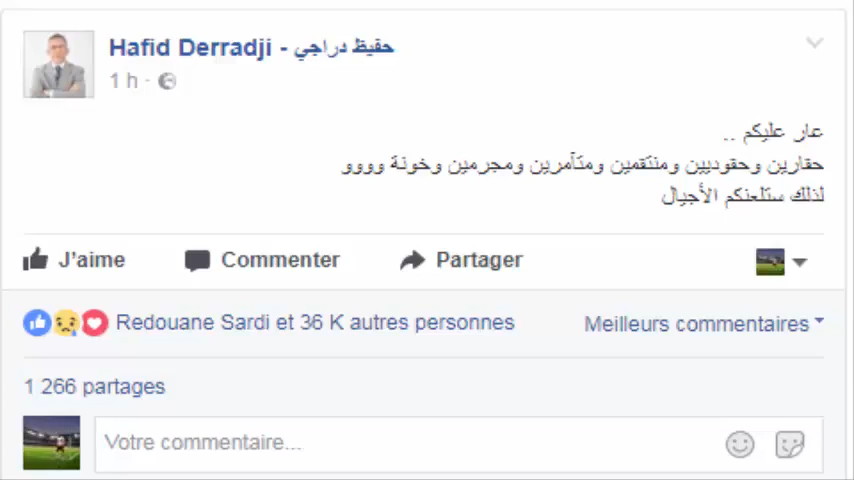 Hafid Derradji - حفيظ دراجي
1 h ·
عار عليكم ..
حقارين وحقوديين ومنتقمين ومتآمرين ومجرمين وخونة وووو
لذلك ستلعنكم الأجيال
J'aime Commenter Partager
Redouane Sardi et 36 K autres personnes Meilleurs commentaires
1 266 partages
Votre commentaire...